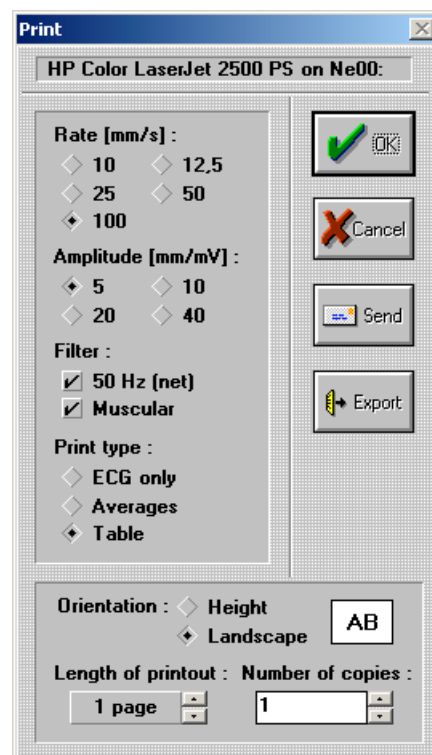 Print
HP Color LaserJet 2500 PS on Ne00:
Rate [mm/s] :
10 12,5
25 50
100
Amplitude [mm/mV] :
5 10
20 40
Filter :
50 Hz (net)
Muscular
Print type :
ECG only
Averages
Table
OK
Cancel
Send
Export
Orientation : Height
Landscape
AB
Length of printout : Number of copies :
1 page 1